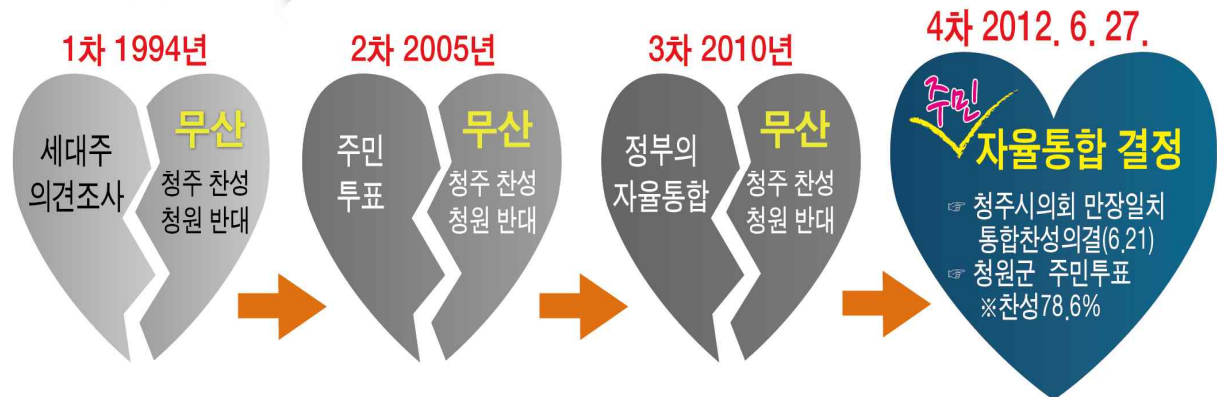 1차 1994년
세대주
의견조사
무산
청주 찬성
청원 반대
2차 2005년
주민
투표
무산
청주 찬성
청원 반대
3차 2010년
정부의
자율통합
무산
청주 찬성
청원 반대
4차 2012. 6. 27.
주민
자율통합 결정
☞ 청주시의회 만장일치
통합찬성의결(6.21)
☞ 청원군 주민투표
※찬성78.6%